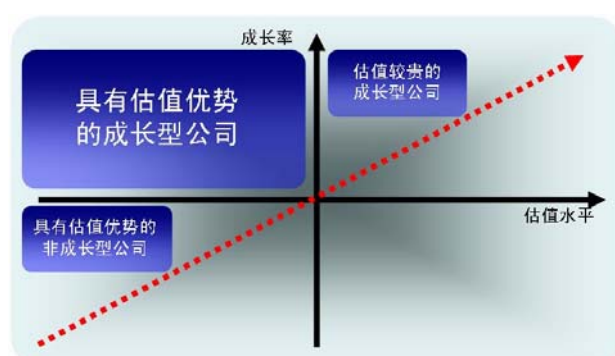 成长率
具有估值优势
的成长型公司
估值较贵的
成长型公司
估值水平
具有估值优势的
非成长型公司